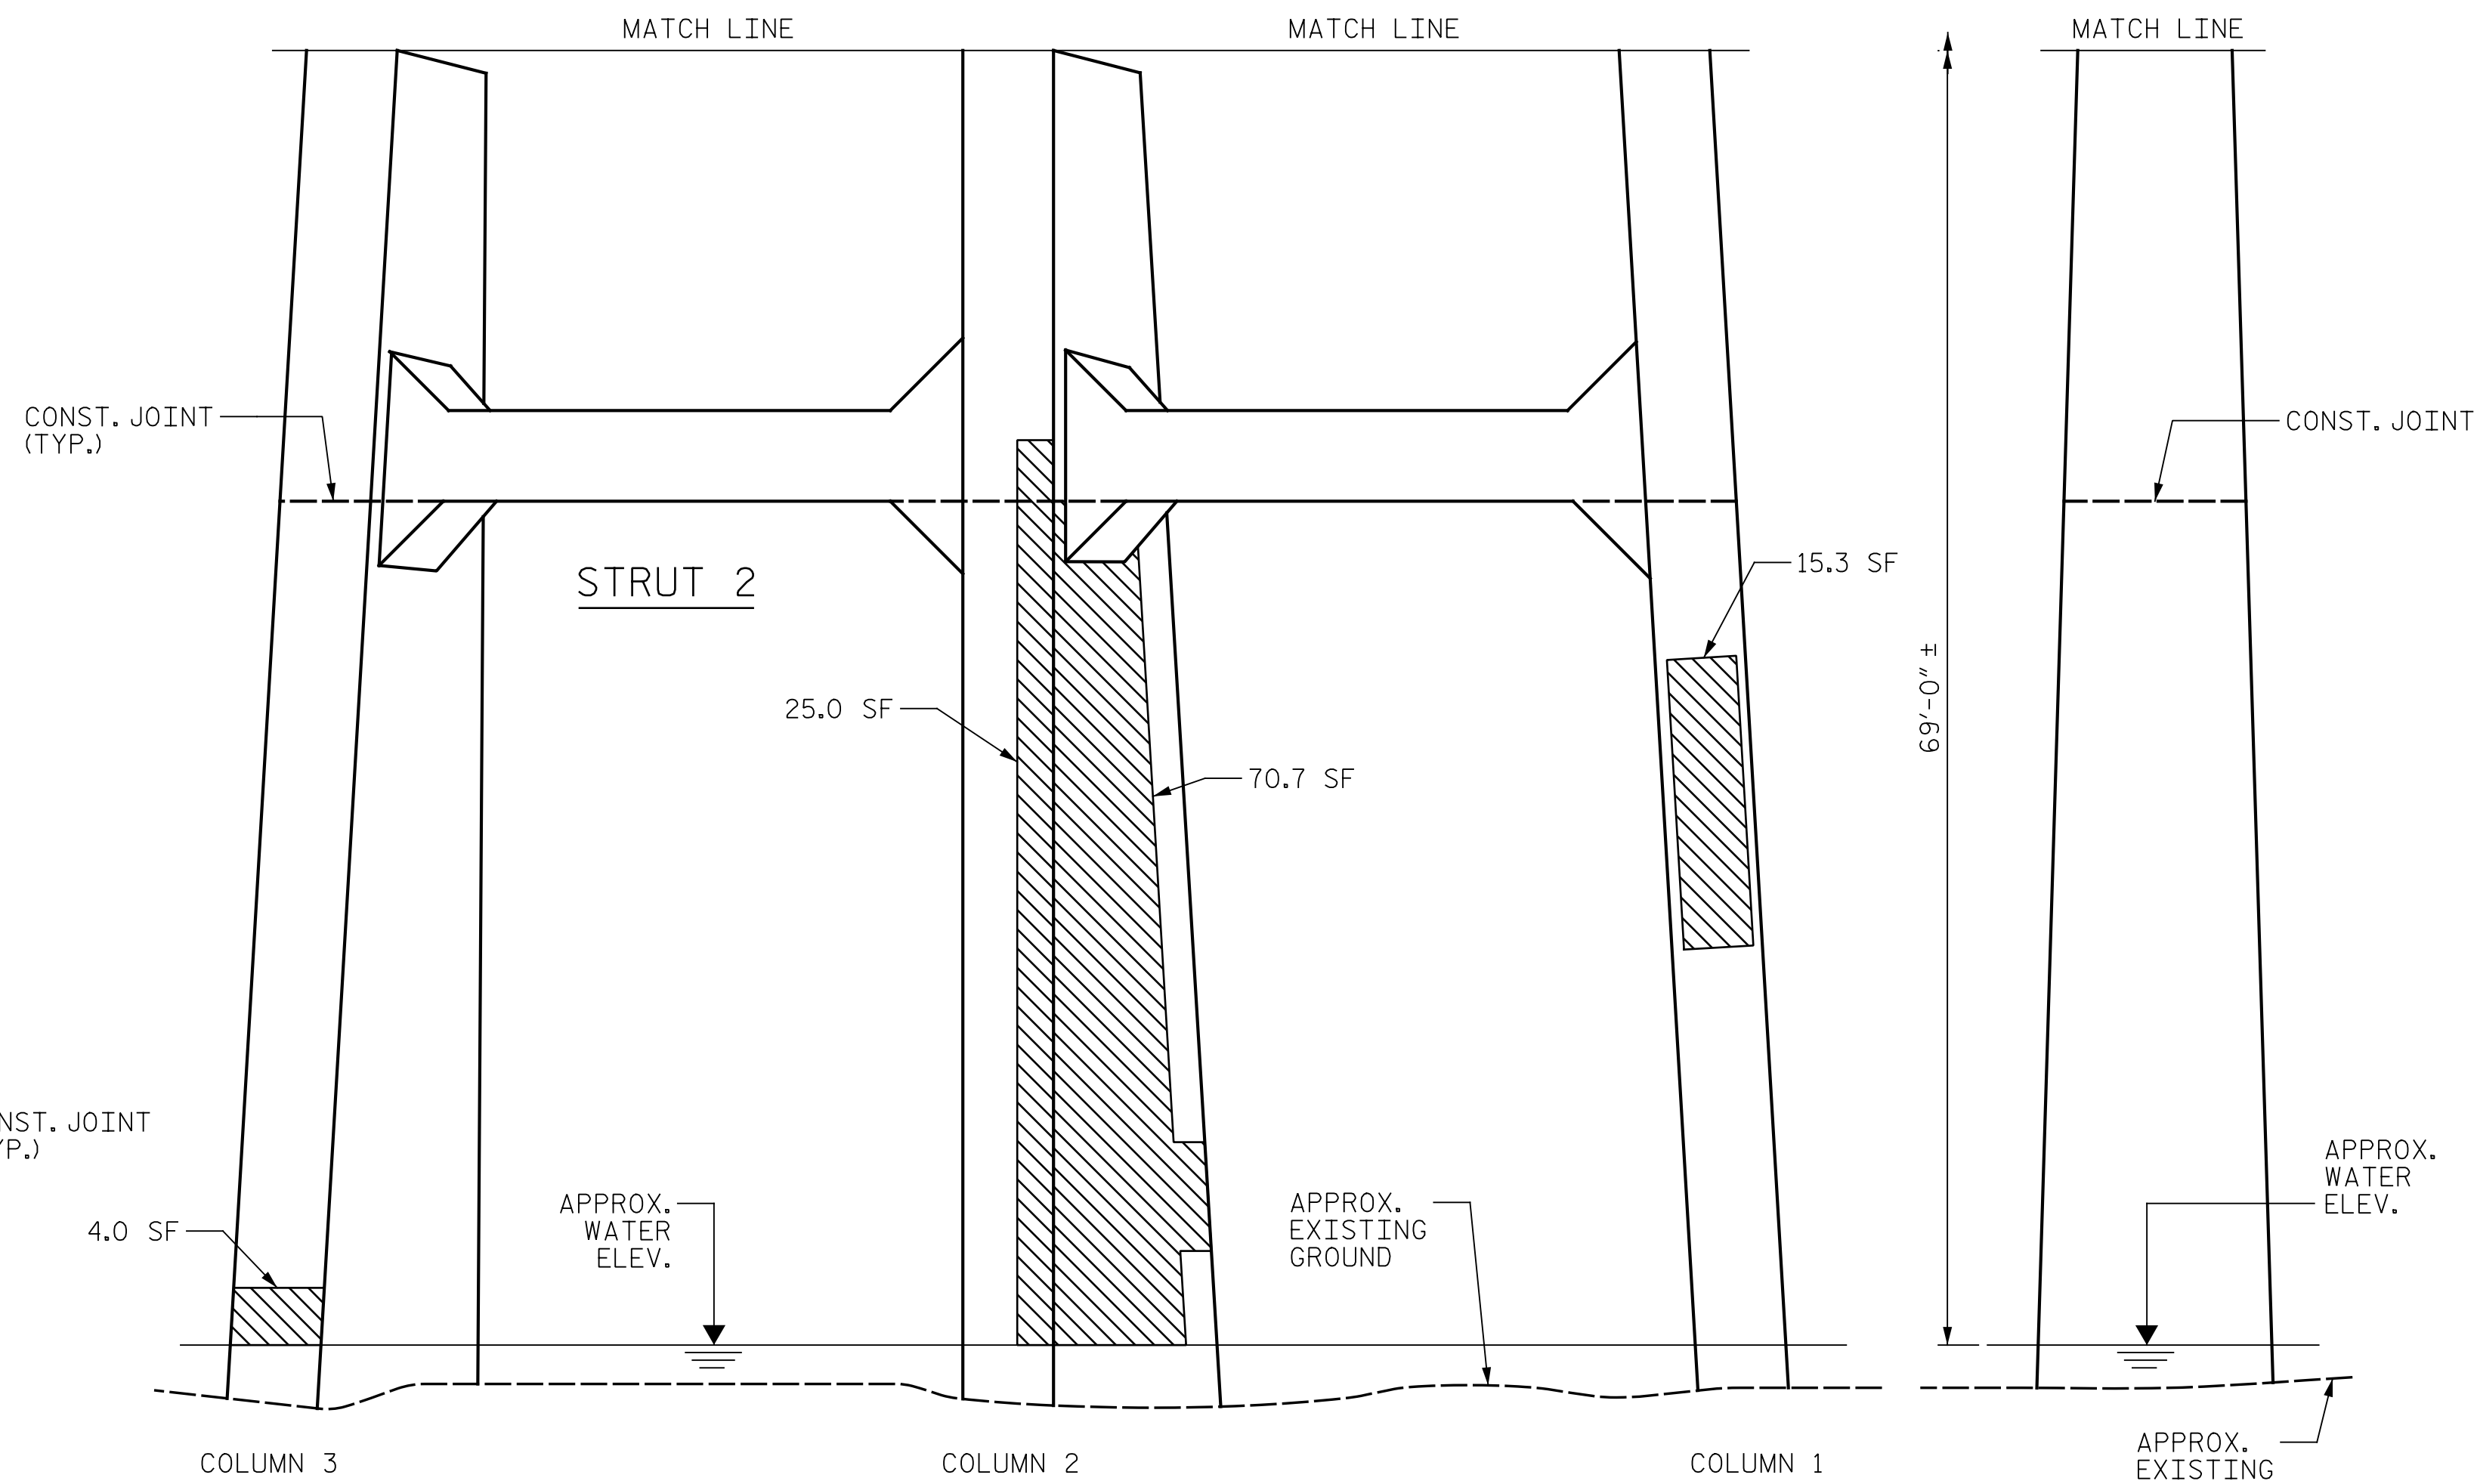 MATCH LINE
MATCH LINE
MATCH LINE
CONST. JOINT
(TYP.)
CONST. JOINT
STRUT 2
15.3 SF
69'-0" ±
25.0 SF
70.7 SF
NST. JOINT
P.)
APPROX.
WATER
ELEV.
APPROX.
EXISTING
GROUND
APPROX.
WATER
ELEV.
4.0 SF
APPROX.
EXISTING
COLUMN 3
COLUMN 2
COLUMN 1